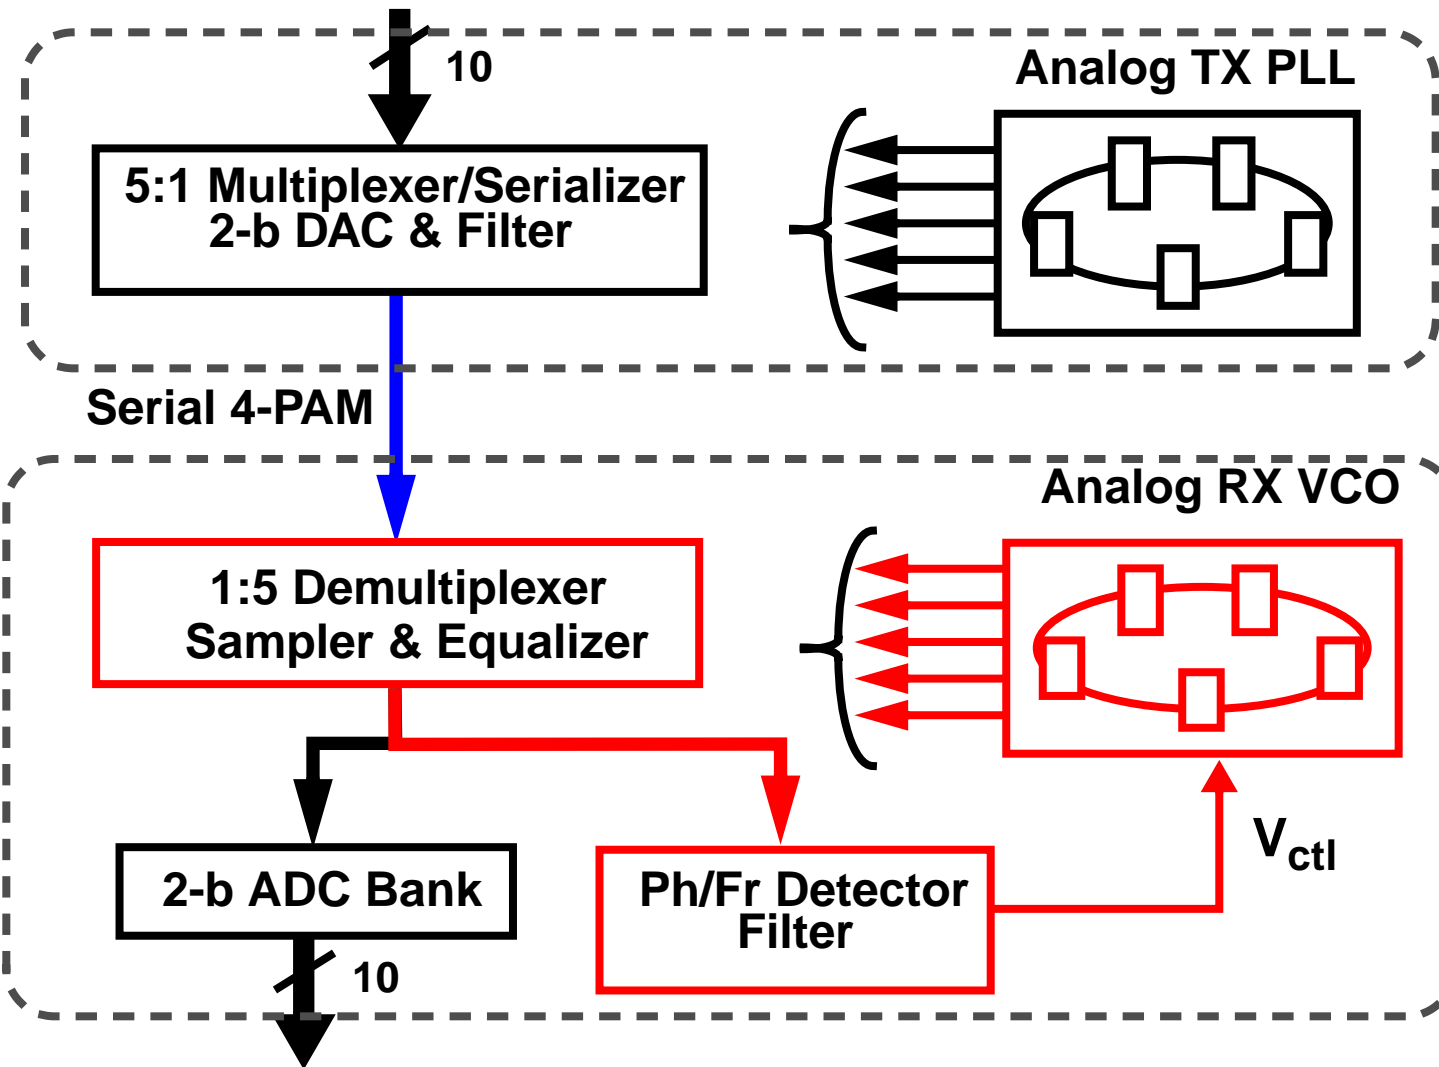 10
Analog TX PLL
5:1 Multiplexer/Serializer
2-b DAC & Filter
Serial 4-PAM
Analog RX VCO
1:5 Demultiplexer
Sampler & Equalizer
Vctl
2-b ADC Bank
Ph/Fr Detector
Filter
10